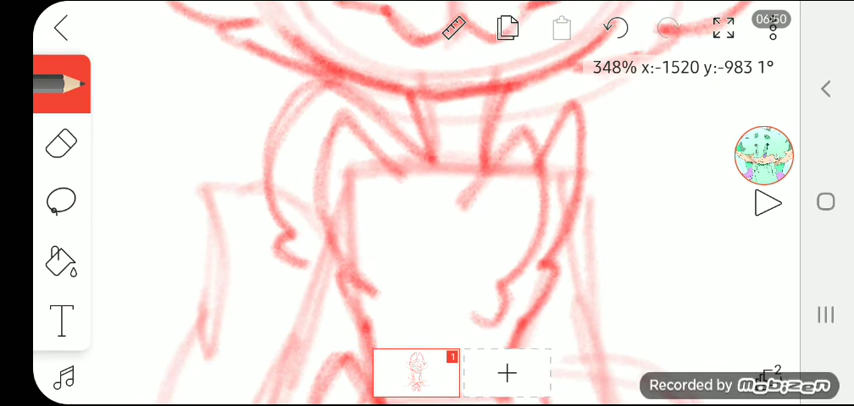 06:50
348% x:-1520 y:-983 1°
T
1
+
2
Recorded by mobizen